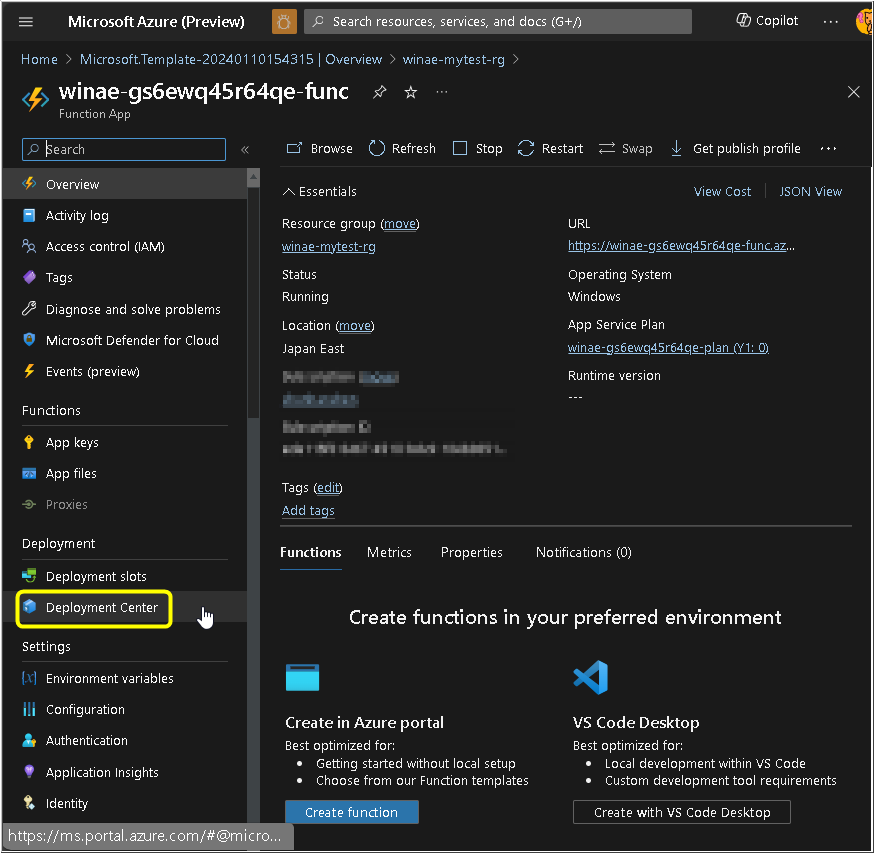 Microsoft Azure (Preview)
Search resources, services, and docs (G+/)
Copilot
Home > Microsoft.Template-20240110154315 | Overview > winae-mytest-rg >
winae-gs6ewq45r64qe-func
Function App
Search
Browse
Refresh
Stop
Restart
Swap
Get publish profile
Overview
Activity log
Access control (IAM)
Tags
Diagnose and solve problems
Microsoft Defender for Cloud
Events (preview)
Functions
App keys
App files
Proxies
Deployment
Deployment slots
Deployment Center
Settings
Environment variables
Configuration
Authentication
Application Insights
Identity
https://ms.portal.azure.com/#@micro...
Essentials
View Cost
JSON View
Resource group (move)
winae-mytest-rg
Status
Running
Location (move)
Japan East
URL
https://winae-gs6ewq45r64qe-func.az...
Operating System
Windows
App Service Plan
winae-gs6ewq45r64qe-plan (Y1: 0)
Runtime version
---
Tags (edit)
Add tags
Functions
Metrics
Properties
Notifications (0)
Create functions in your preferred environment
Create in Azure portal
Best optimized for:
• Getting started without local setup
• Choose from our Function templates
Create function
VS Code Desktop
Best optimized for:
• Local development within VS Code
• Custom development tool requirements
Create with VS Code Desktop